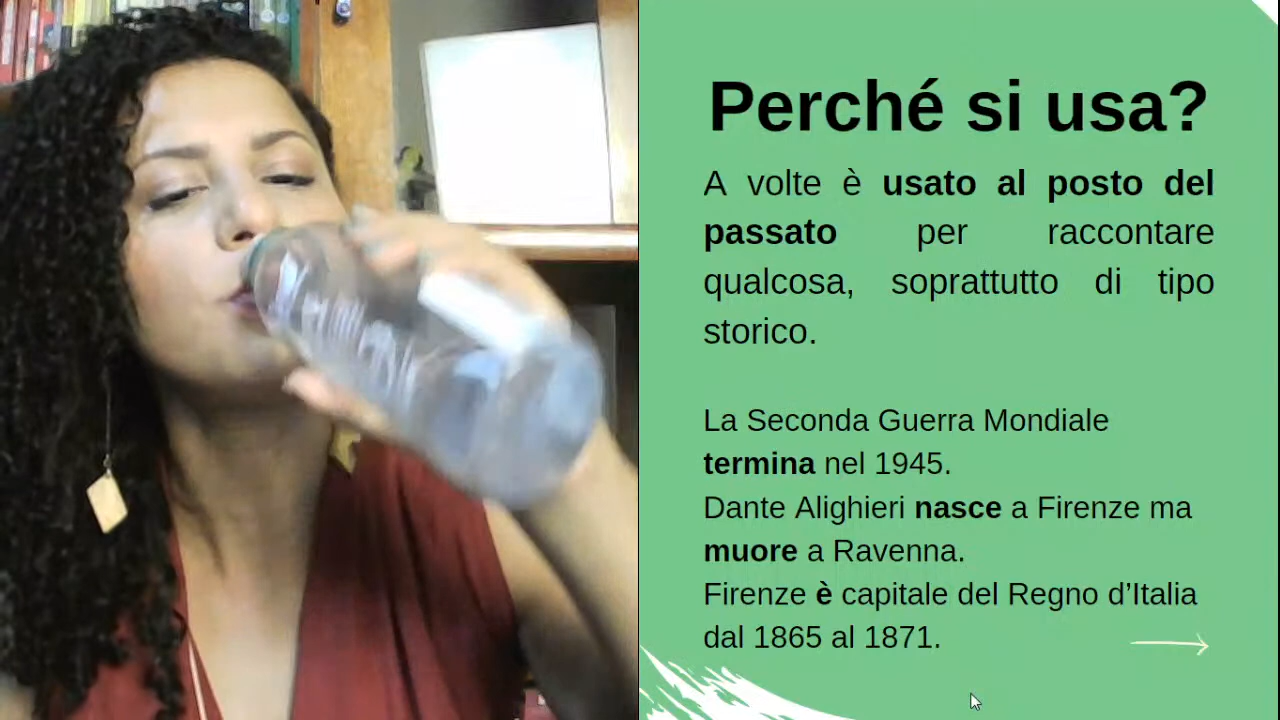 Perché si usa?
A volte è usato al posto del
passato per raccontare
qualcosa, soprattutto di tipo
storico.
La Seconda Guerra Mondiale
termina nel 1945.
Dante Alighieri nasce a Firenze ma
muore a Ravenna.
Firenze è capitale del Regno d’Italia
dal 1865 al 1871.